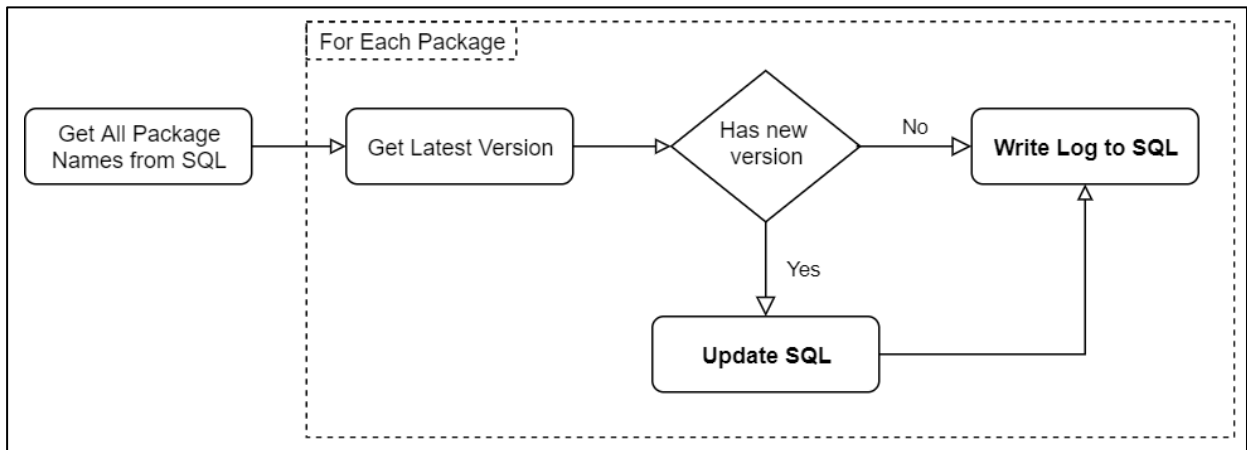 For Each Package
Get All Package
Names from SQL
Get Latest Version
Has new
version
No
Write Log to SQL
Yes
Update SQL